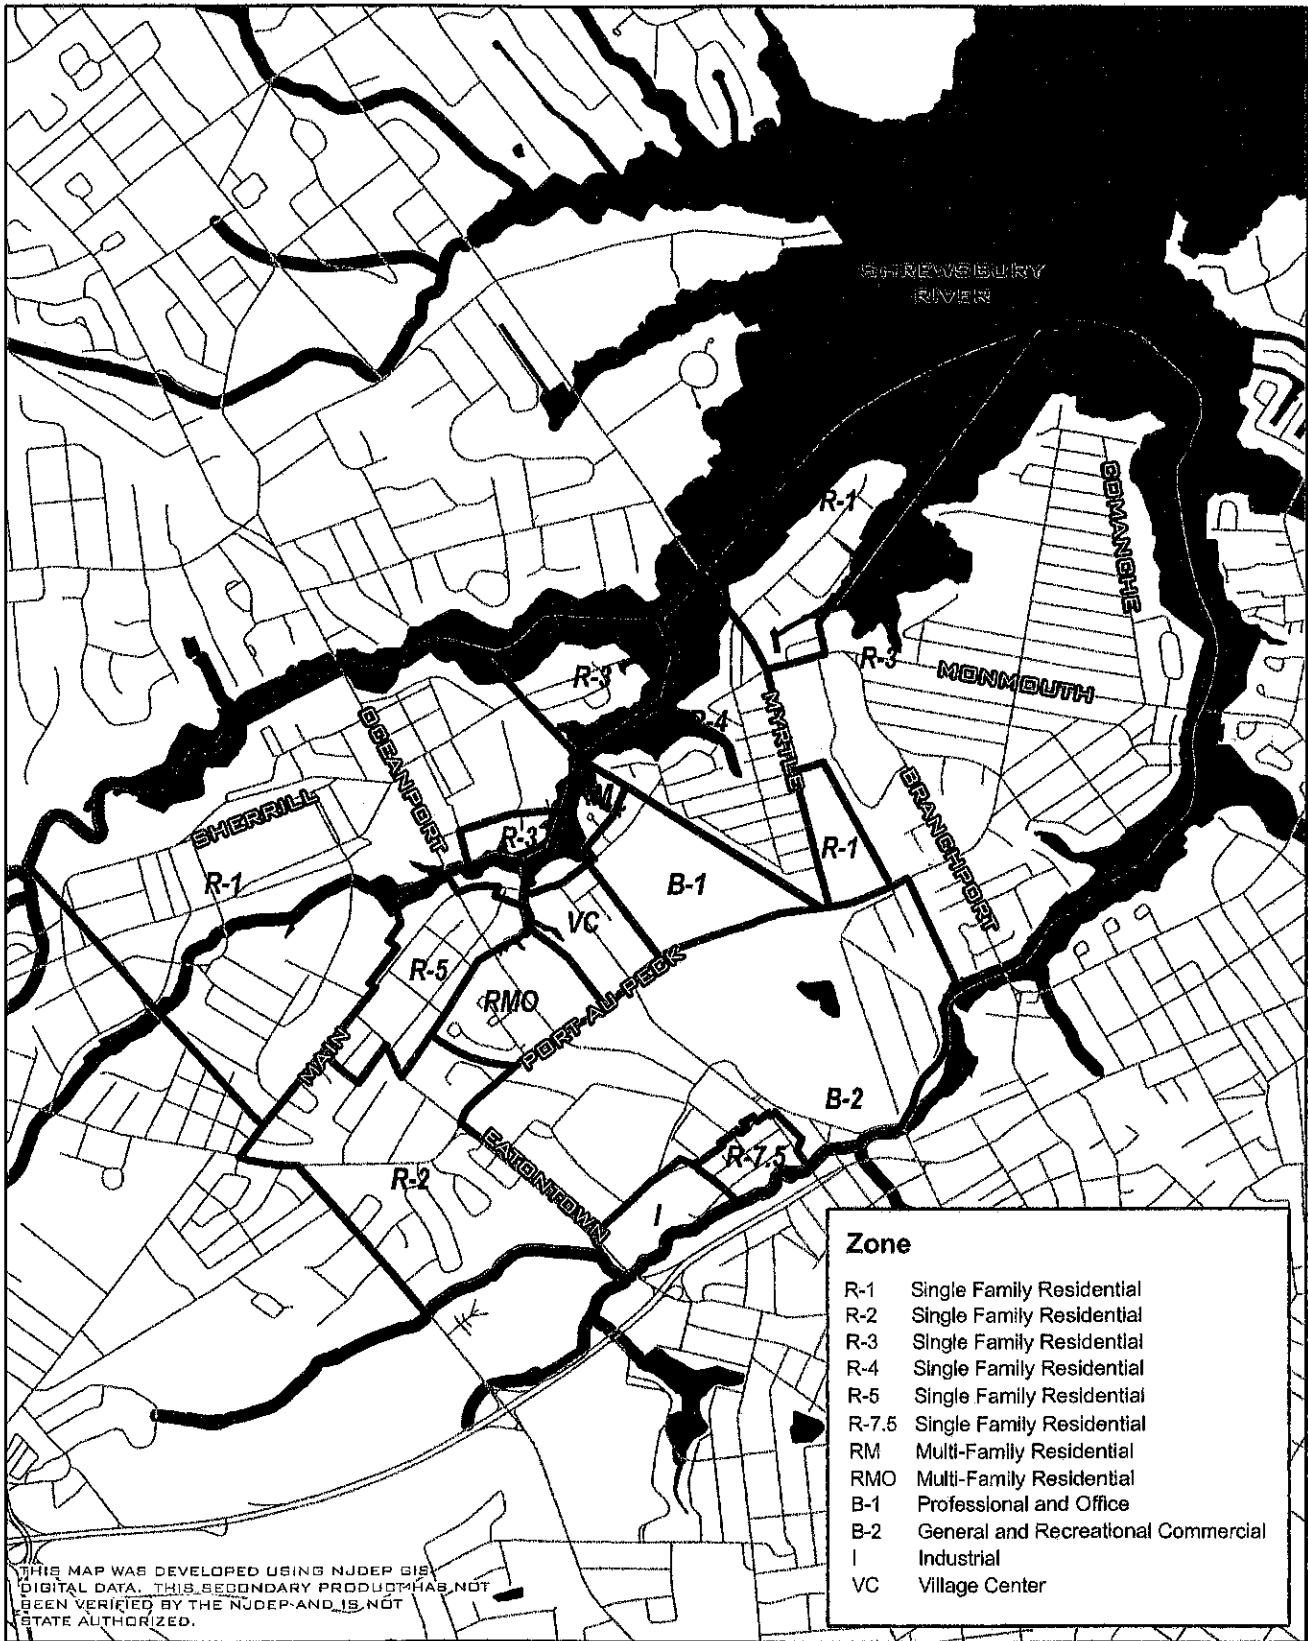 SHREWSBURY
RIVER
R-1
COMANCHE
R-3
R-3
MONMOUTH
R-4
MYRTLE
OCEANPORT
BRANCHPORT
SHERRILL
R-3
R-1
R-1
B-1
VC
R-5
RMO
PORT-AU-PECK
MAIN
B-2
EATONTOWN
R-7.5
R-2
I
Zone
R-1 Single Family Residential
R-2 Single Family Residential
R-3 Single Family Residential
R-4 Single Family Residential
R-5 Single Family Residential
R-7.5 Single Family Residential
RM Multi-Family Residential
RMO Multi-Family Residential
B-1 Professional and Office
B-2 General and Recreational Commercial
I Industrial
VC Village Center
THIS MAP WAS DEVELOPED USING NJDEP GIS
DIGITAL DATA. THIS SECONDARY PRODUCT HAS NOT
BEEN VERIFIED BY THE NJDEP AND IS NOT
STATE AUTHORIZED.